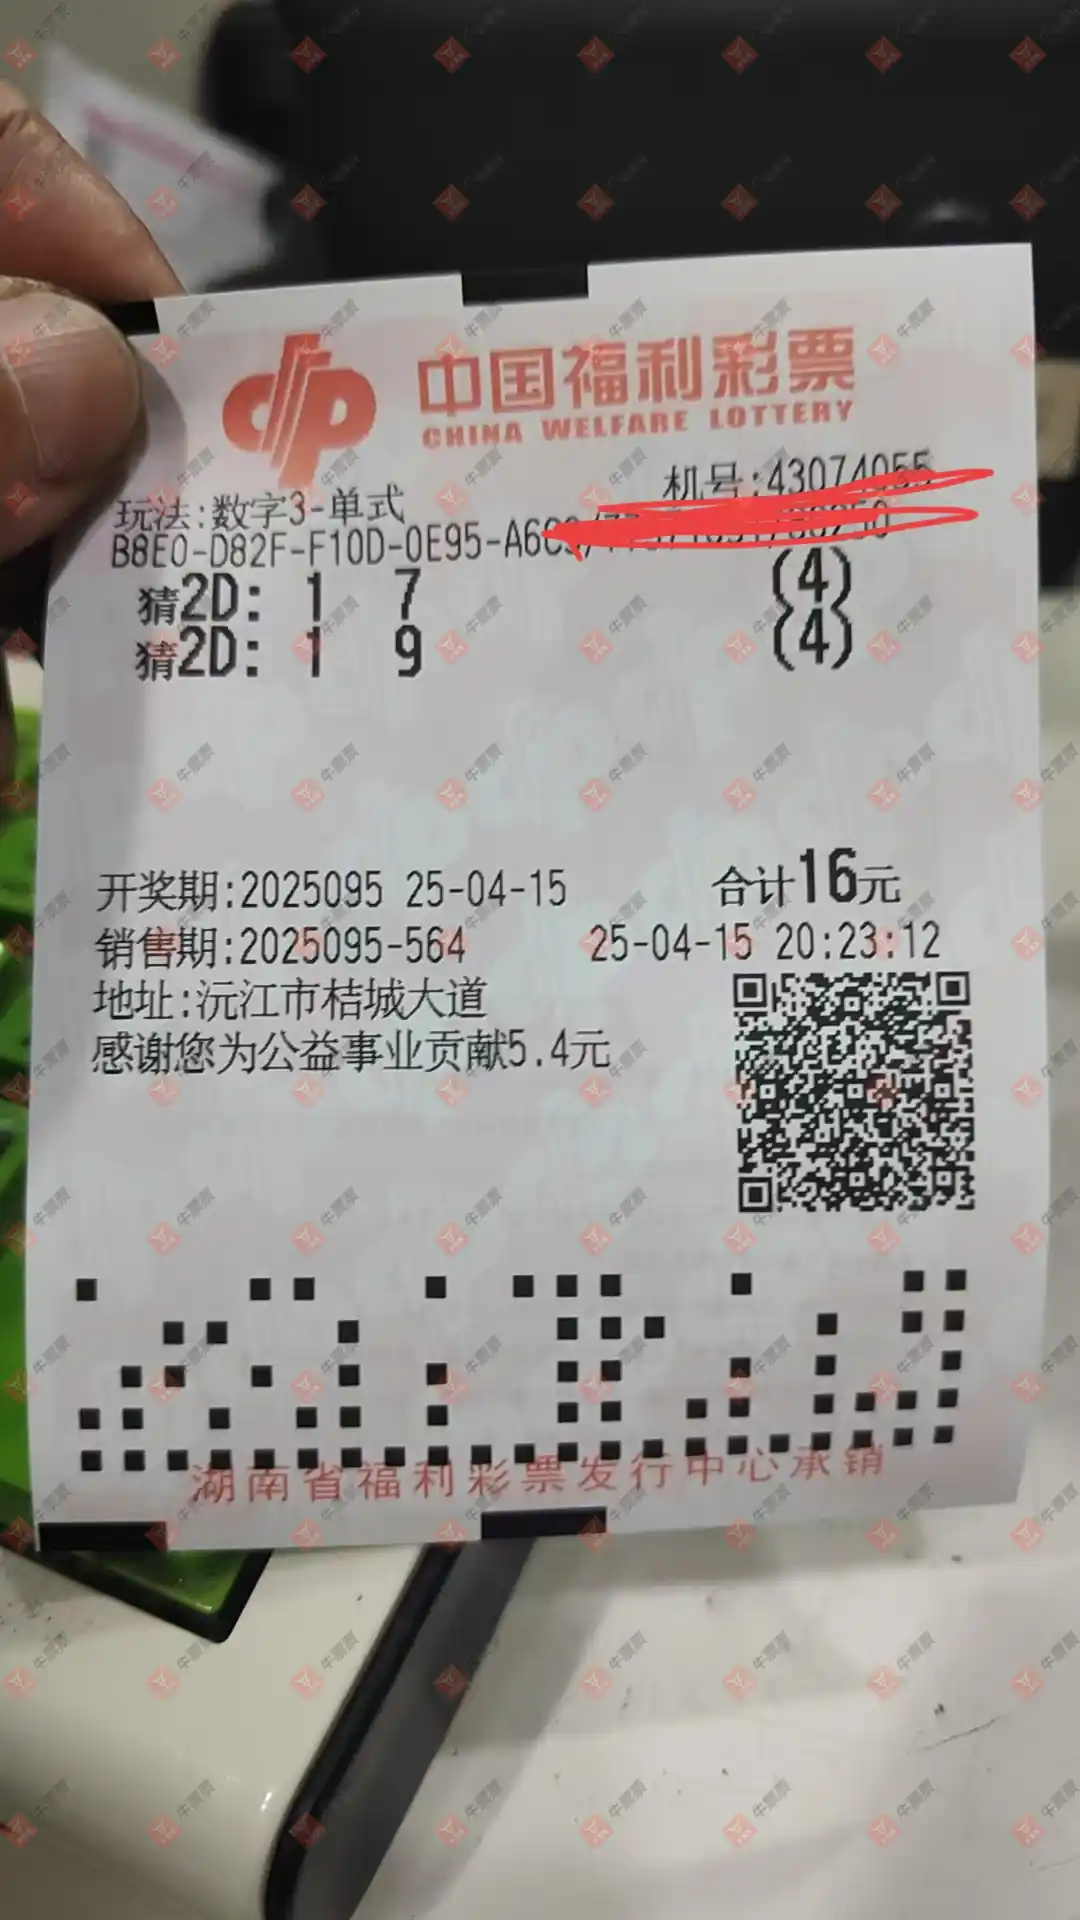 中国福利彩票
CHINA WELFARE LOTTERY
机号:43074055
玩法:数字3-单式
B8E0-D82F-F10D-0E95-A6C
猜2D: 1 7 (4)
猜2D: 1 9 (4)
开奖期:2025095 25-04-15 合计16元
销售期:2025095-564 25-04-15 20:23:12
地址:沅江市桔城大道
感谢您为公益事业贡献5.4元
湖南省福利彩票发行中心承销
牛票票